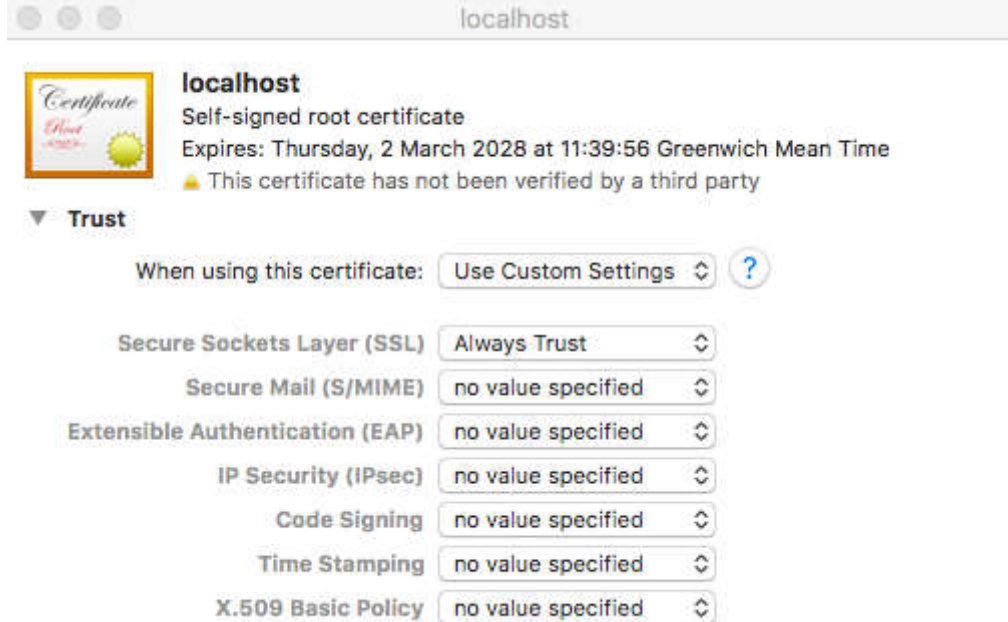 localhost
Certificate
Root
localhost
Self-signed root certificate
Expires: Thursday, 2 March 2028 at 11:39:56 Greenwich Mean Time
This certificate has not been verified by a third party
Trust
When using this certificate: Use Custom Settings ?
Secure Sockets Layer (SSL) Always Trust
Secure Mail (S/MIME) no value specified
Extensible Authentication (EAP) no value specified
IP Security (IPsec) no value specified
Code Signing no value specified
Time Stamping no value specified
X.509 Basic Policy no value specified